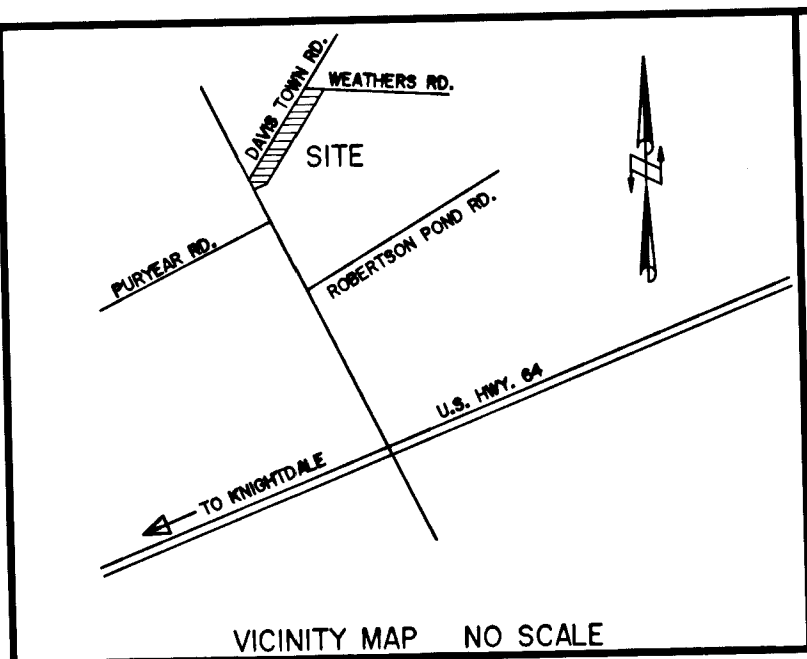 DAVIS TOWN RD.
WEATHERS RD.
SITE
PURYEAR RD.
ROBERTSON POND RD.
U.S. HWY. 64
TO KNIGHTDALE
VICINITY MAP NO SCALE